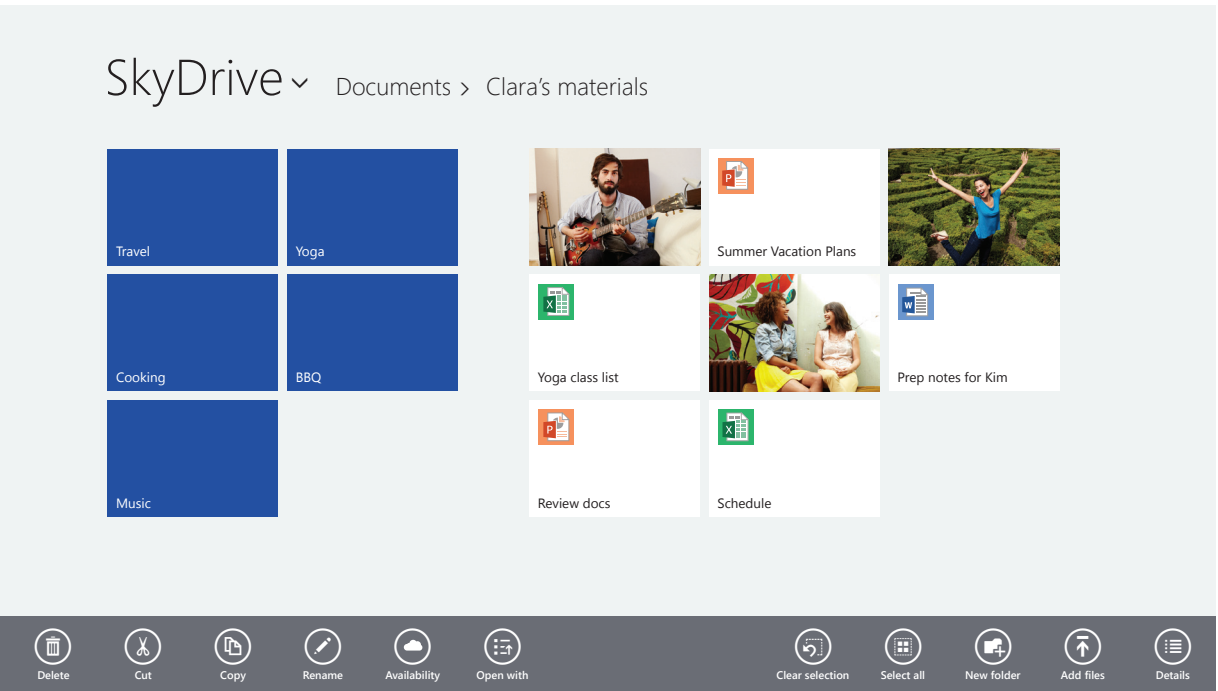 SkyDrive Documents > Clara's materials
Travel
Yoga
Cooking
BBQ
Music
P
Summer Vacation Plans
X
Yoga class list
W
Prep notes for Kim
P
Review docs
X
Schedule
Delete
Cut
Copy
Rename
Availability
Open with
Clear selection
Select all
New folder
Add files
Details